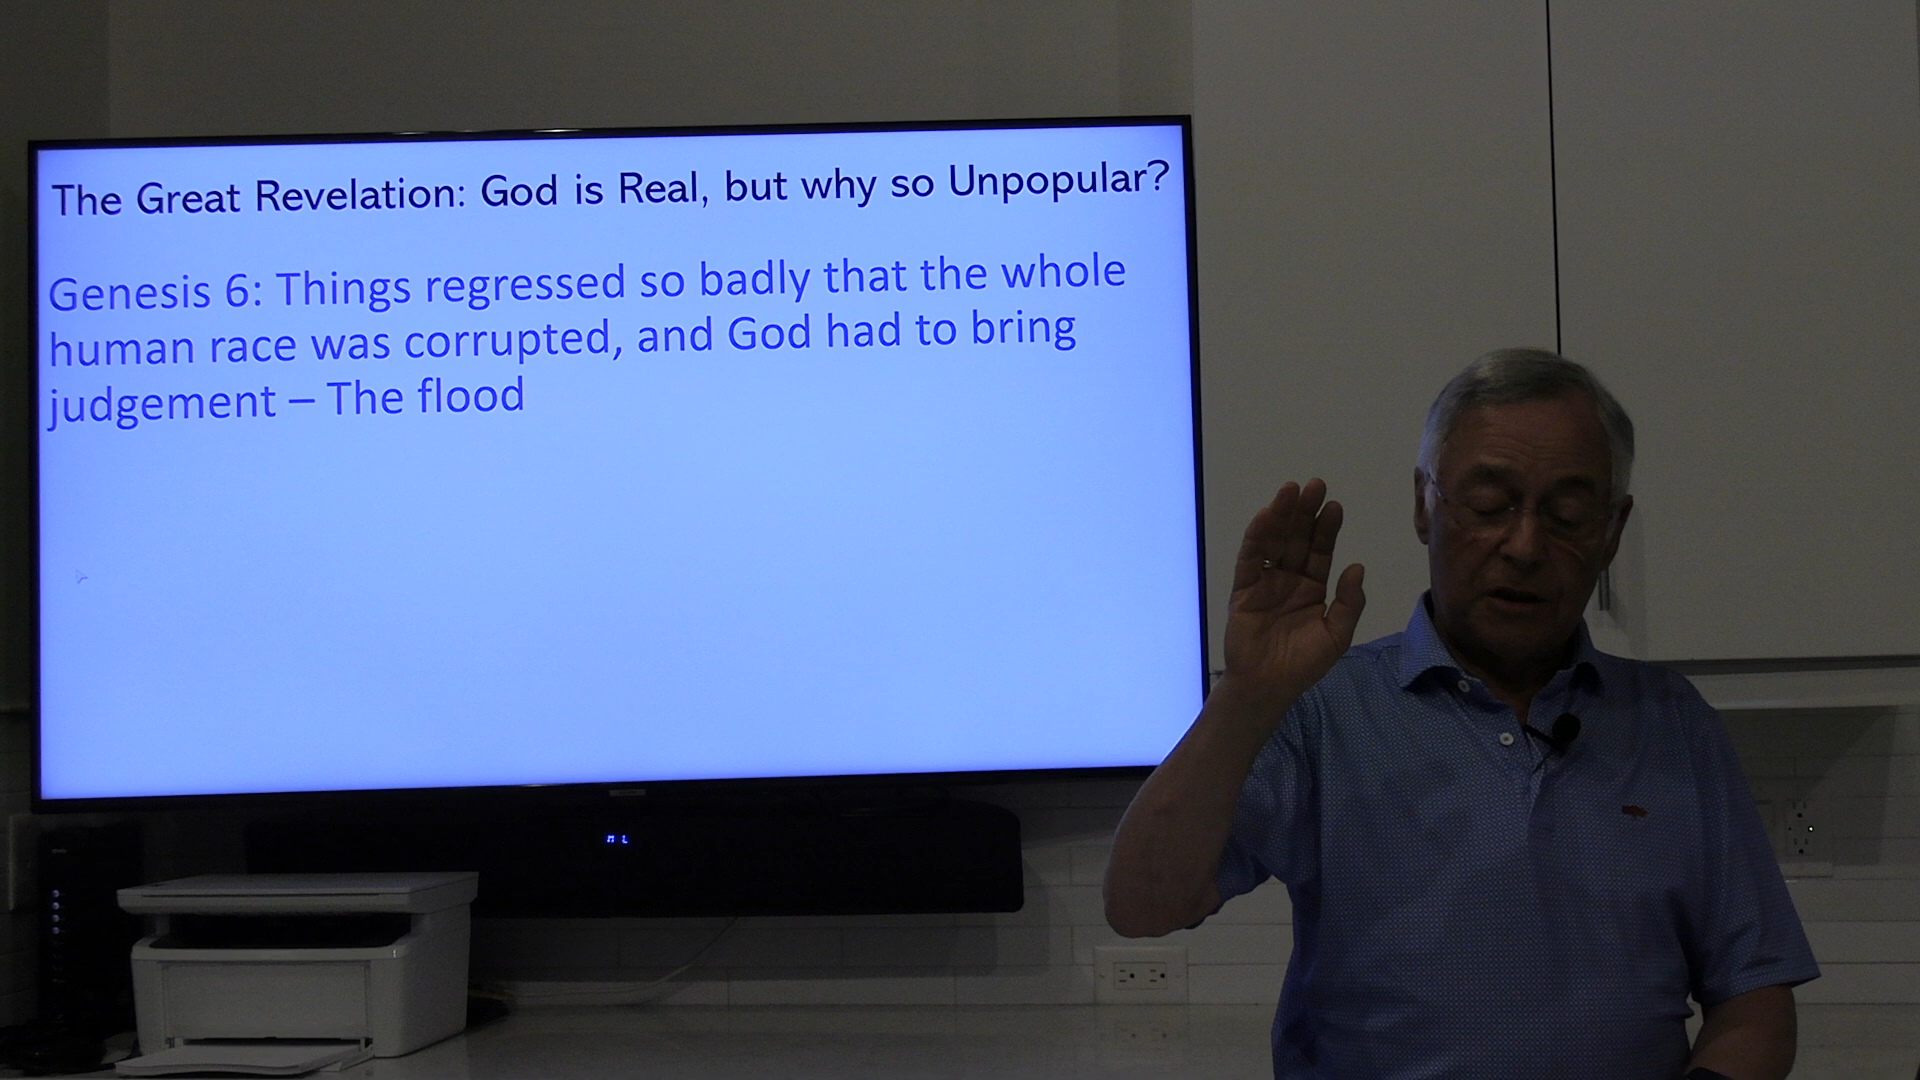 The Great Revelation: God is Real, but why so Unpopular?
Genesis 6: Things regressed so badly that the whole
human race was corrupted, and God had to bring
judgement – The flood